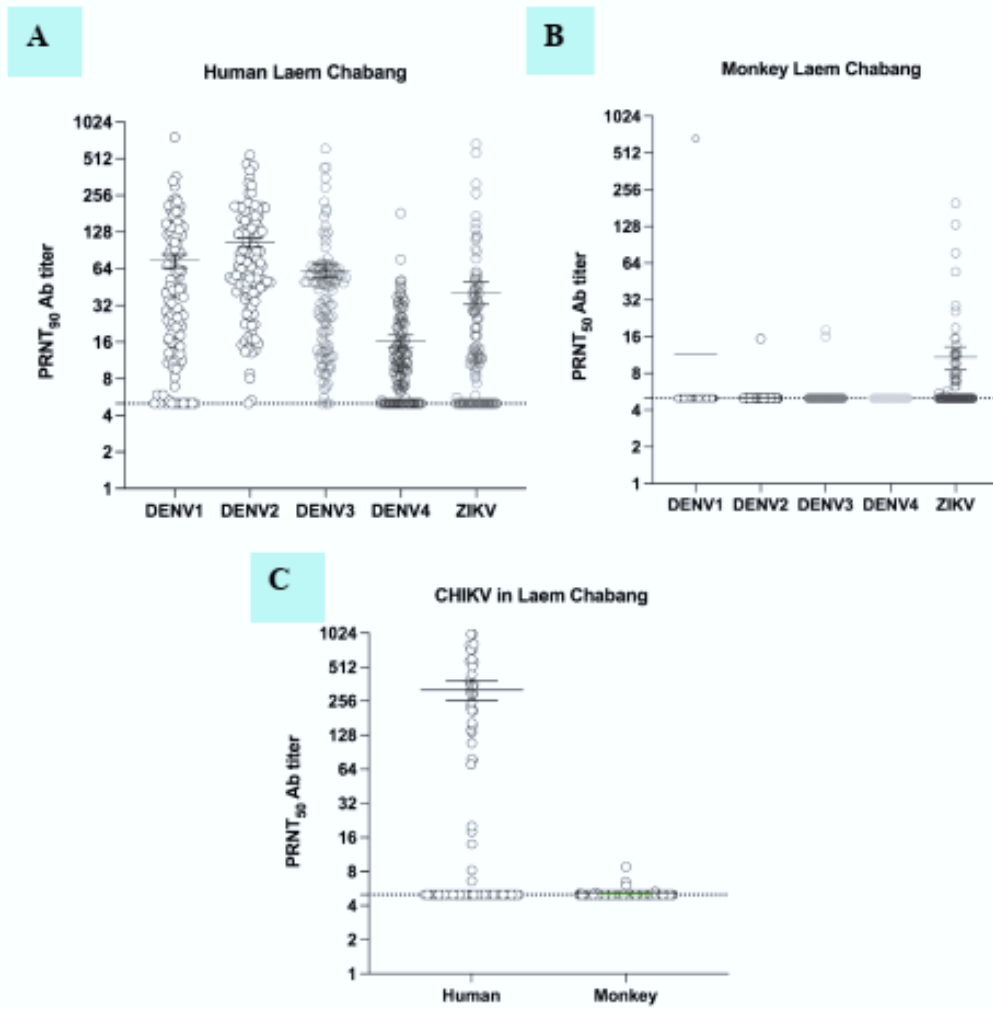 A
Human Laem Chabang
PRNT90 Ab titer
1024
512
256
128
64
32
16
8
4
2
1
DENV1 DENV2 DENV3 DENV4 ZIKV
B
Monkey Laem Chabang
PRNT50 Ab titer
1024
512
256
128
64
32
16
8
4
2
1
DENV1 DENV2 DENV3 DENV4 ZIKV
C
CHIKV in Laem Chabang
PRNT50 Ab titer
1024
512
256
128
64
32
16
8
4
2
1
Human Monkey